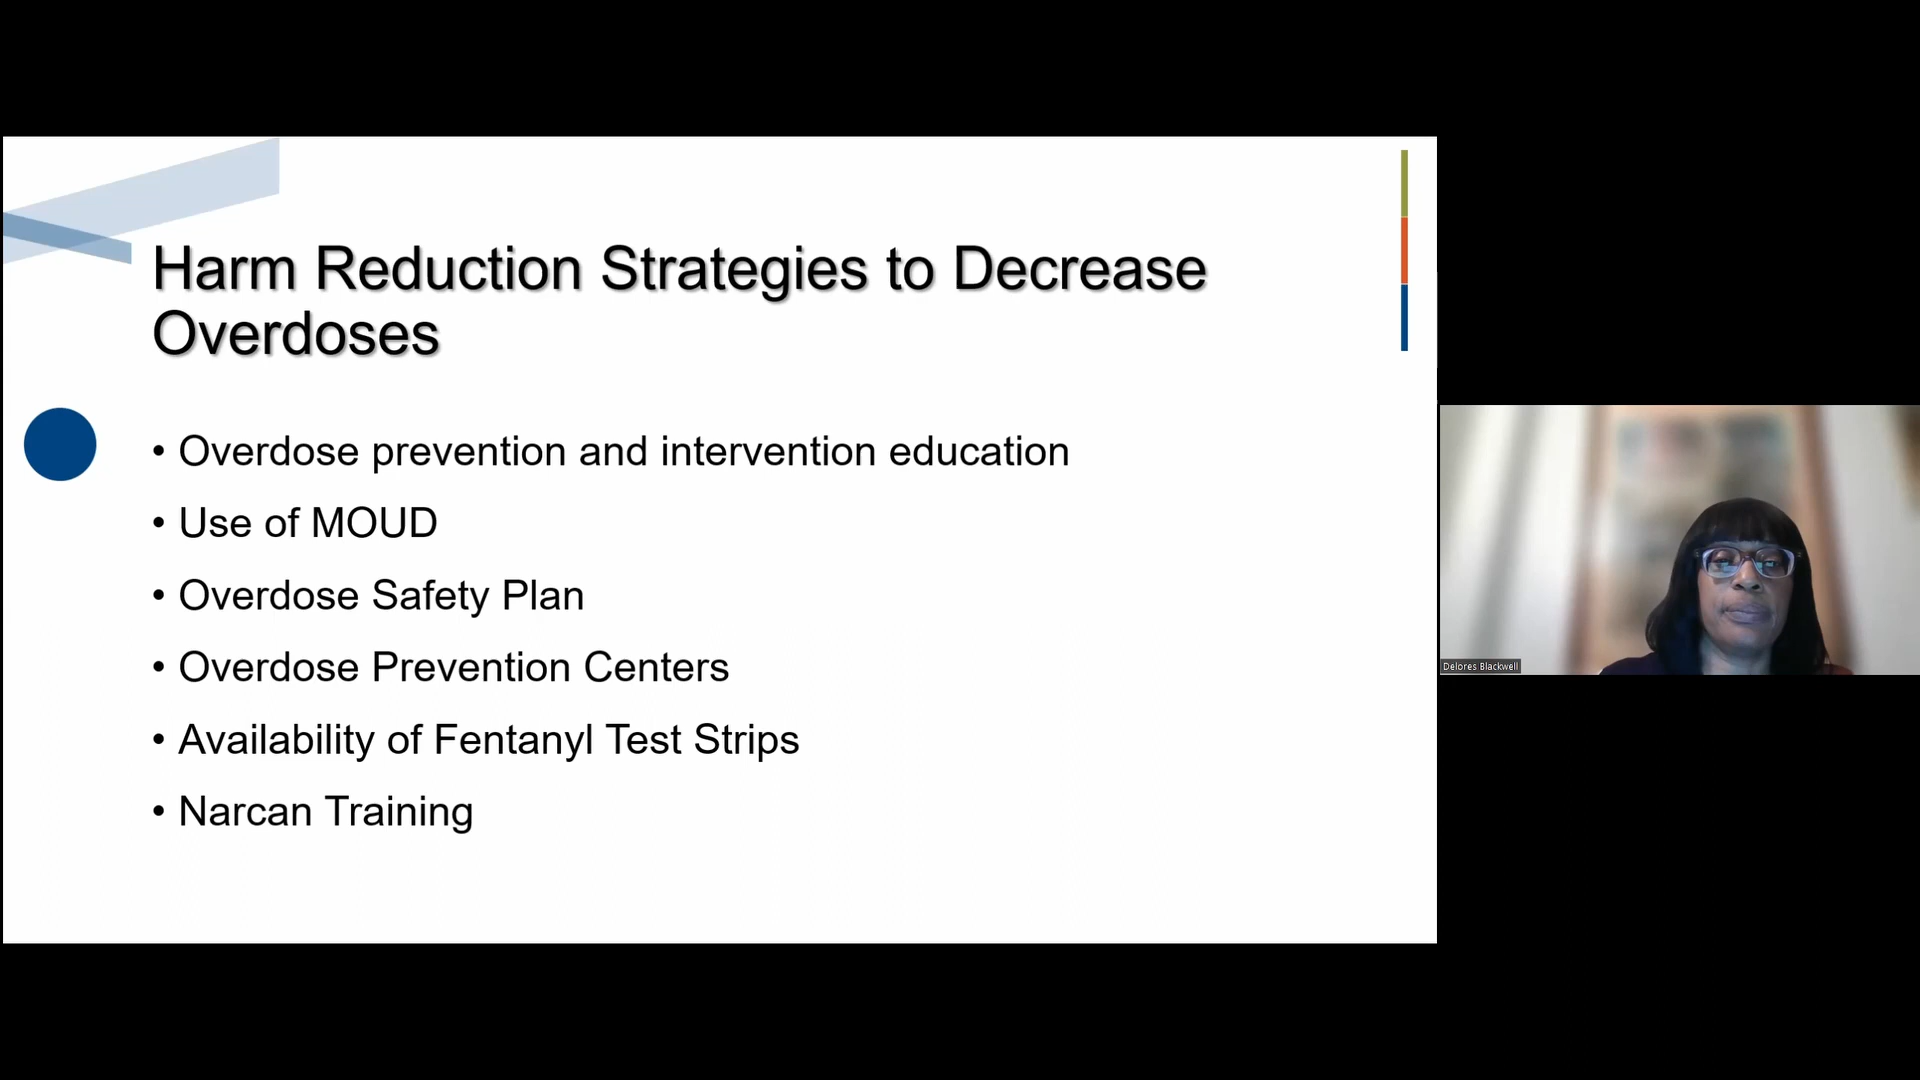 Harm Reduction Strategies to Decrease
Overdoses
• Overdose prevention and intervention education
• Use of MOUD
• Overdose Safety Plan
• Overdose Prevention Centers
• Availability of Fentanyl Test Strips
• Narcan Training
Delores Blackwell